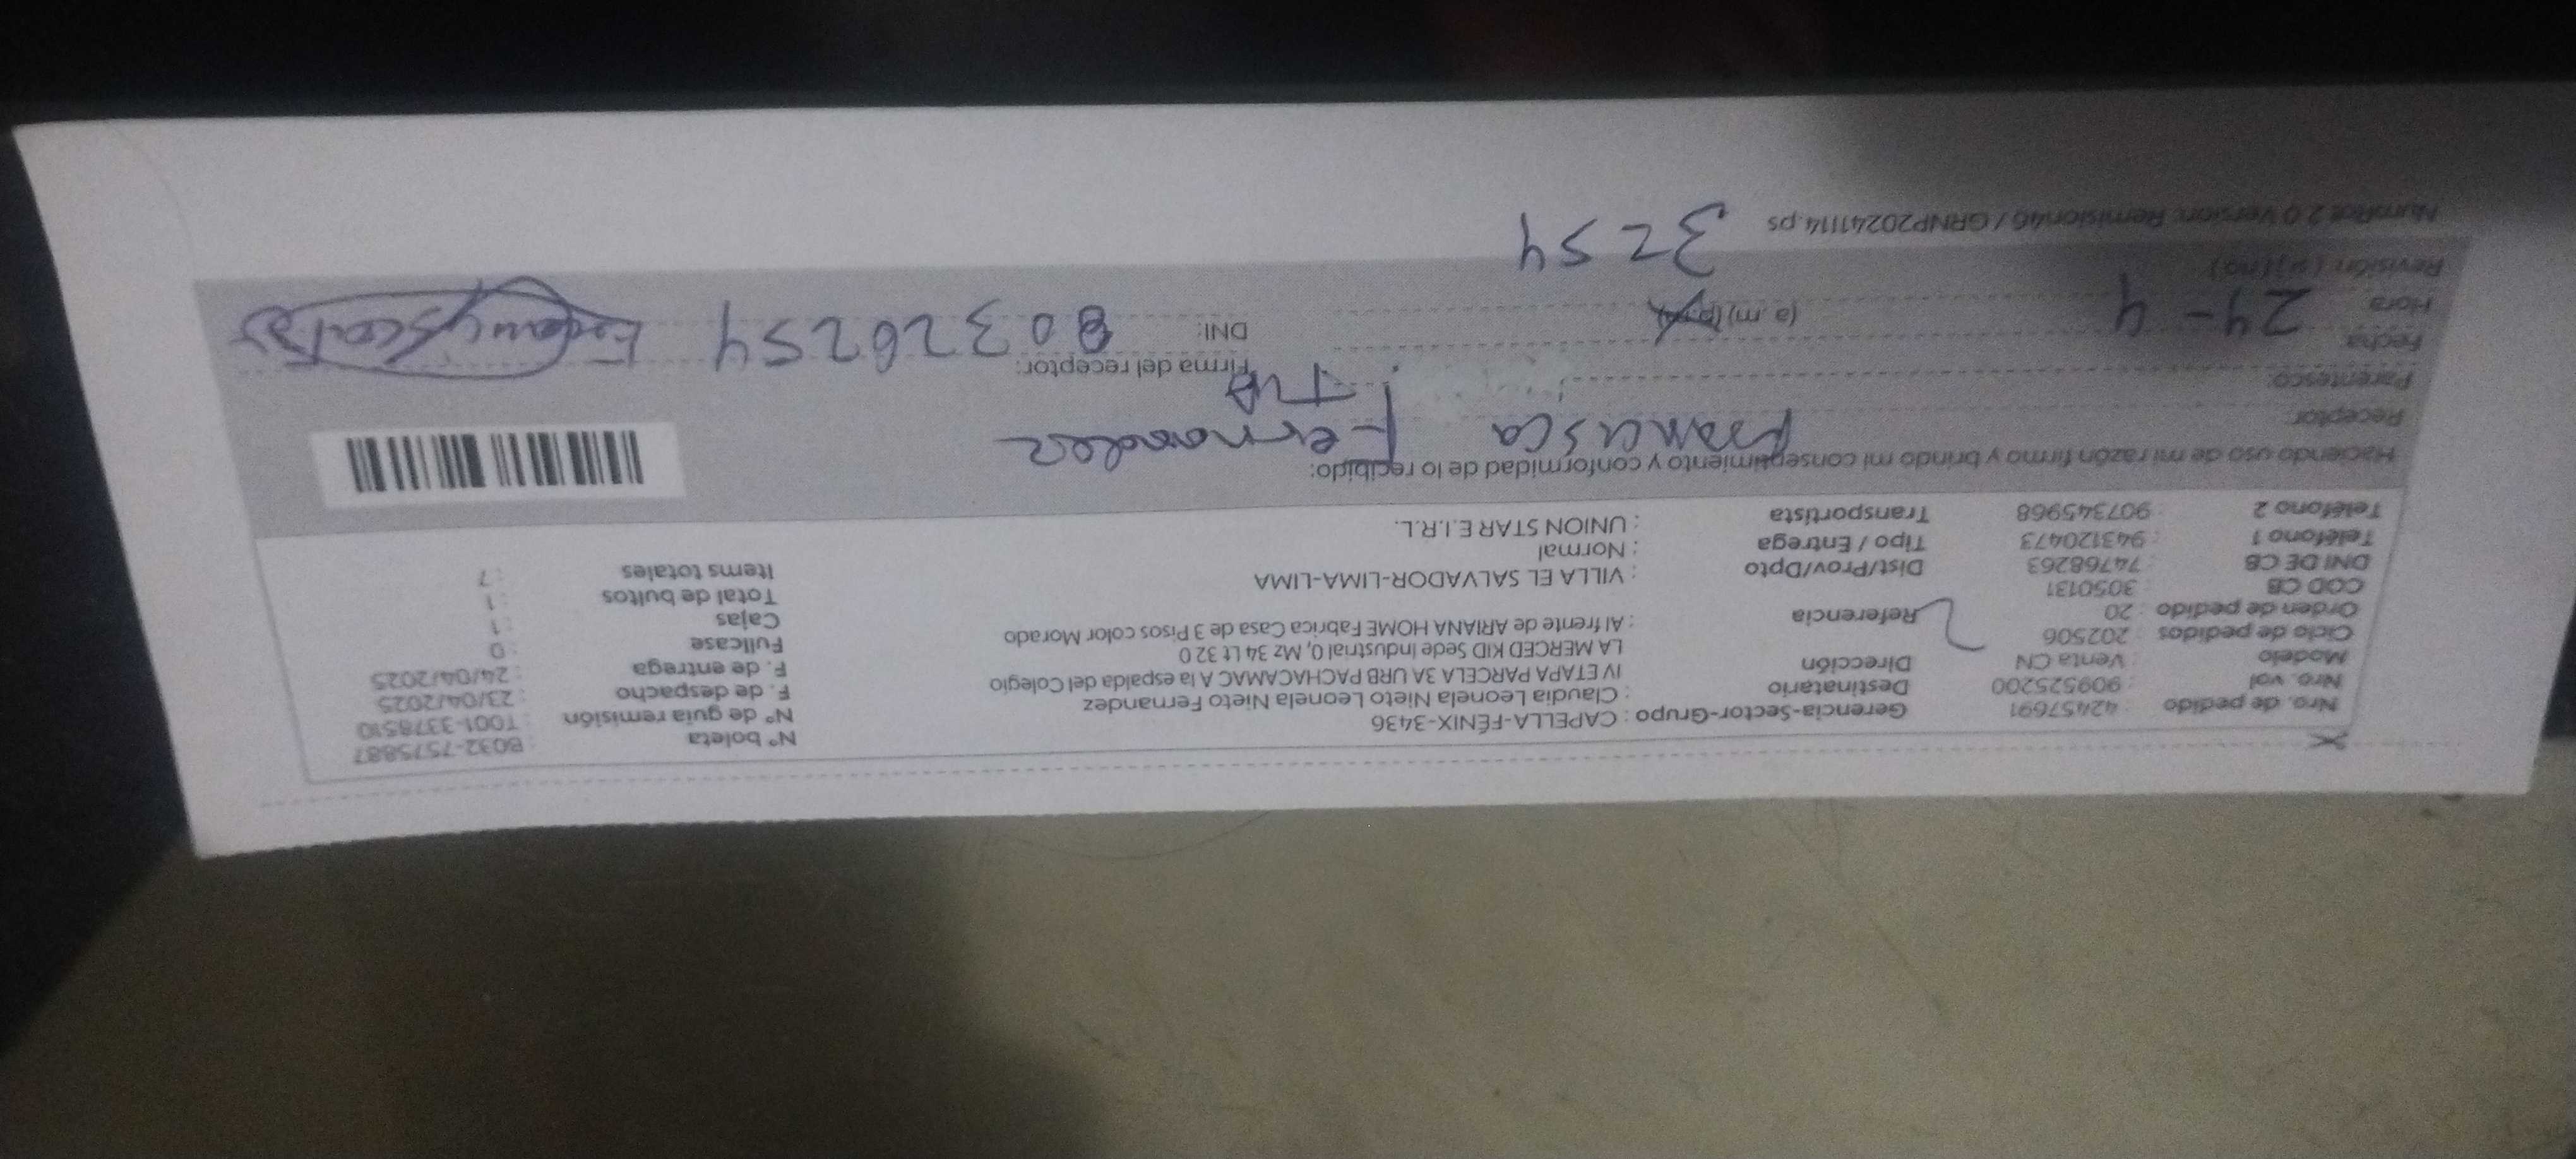 Nro. de pedido : 42457691 Gerencia-Sector-Grupo : CAPELLA-FÉNIX-3436 N° boleta : B032-7575887
Nro. vol : 909525200 Destinatario : Claudia Leonela Nieto Leonela Nieto Fernandez N° de guía remisión : T001-3378510
Modelo : Venta CN Dirección IV ETAPA PARCELA 3A URB PACHACAMAC A la espalda del Colegio F. de despacho : 23/04/2025
Ciclo de pedidos : 202506 LA MERCED KID Sede Industrial 0, Mz 34 Lt 32 0 F. de entrega : 24/04/2025
Orden de pedido : 20 Referencia : Al frente de ARIANA HOME Fabrica Casa de 3 Pisos color Morado Fullcase : 0
COD CB : 3050131 Cajas : 1
DNI DE CB : 74768263 Dist/Prov/Dpto : VILLA EL SALVADOR-LIMA-LIMA Total de bultos : 1
Teléfono 1 : 943120473 Tipo / Entrega : Normal Items totales : 7
Teléfono 2 : 907345968 Transportista : UNION STAR E.I.R.L.
Haciendo uso de mi razón firmo y brindo mi consentimiento y conformidad de lo recibido:
Receptor: Francisca Fernandez
Parentesco: Tia Firma del receptor:
Fecha 24-4 DNI: 80320254
Hora (a.m) (p.m)
Revisión: (si) (no) 3254
NumRot 2.0 Version: Remision46 / GRNP20241114.ps